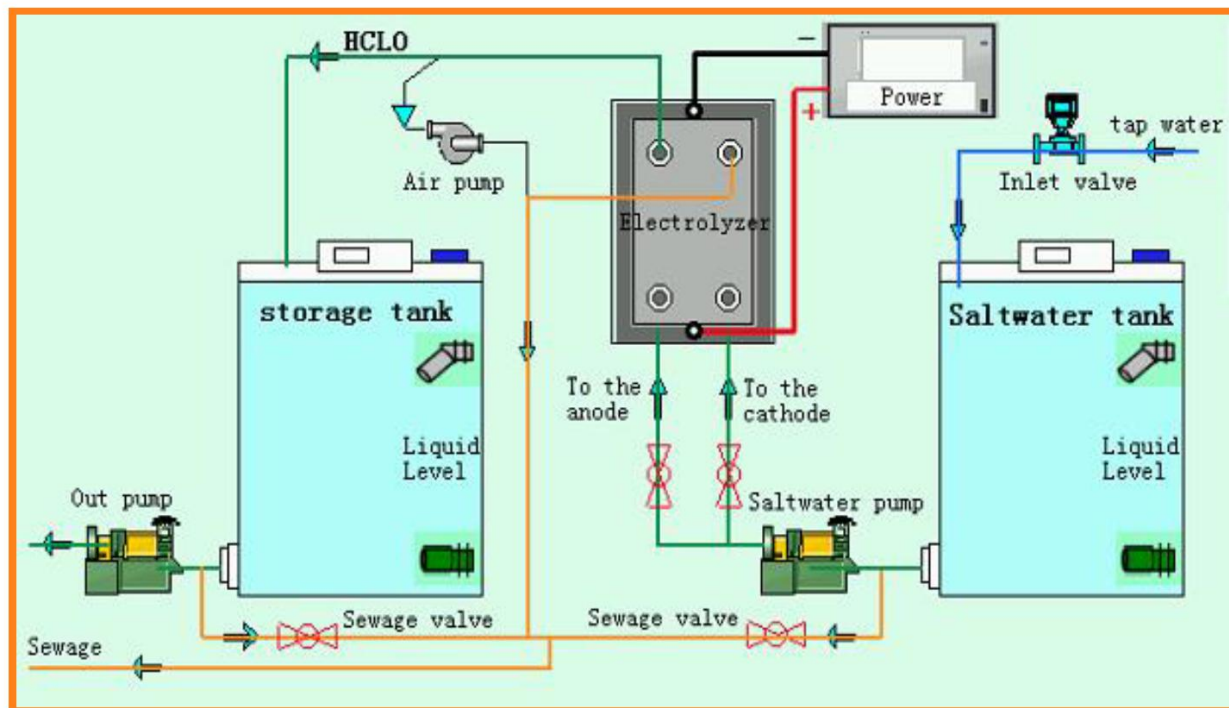 HCLO
−
Power
+
tap water
Inlet valve
Air pump
Electrolyzer
storage tank
Saltwater tank
To the
anode
To the
cathode
Liquid
Level
Liquid
Level
Out pump
Saltwater pump
Sewage valve
Sewage valve
Sewage